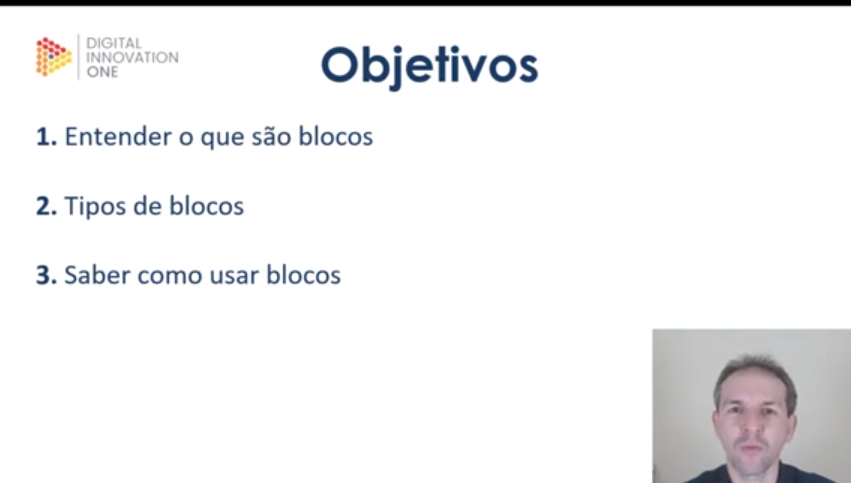 DIGITAL
INNOVATION
ONE
Objetivos
1. Entender o que são blocos
2. Tipos de blocos
3. Saber como usar blocos